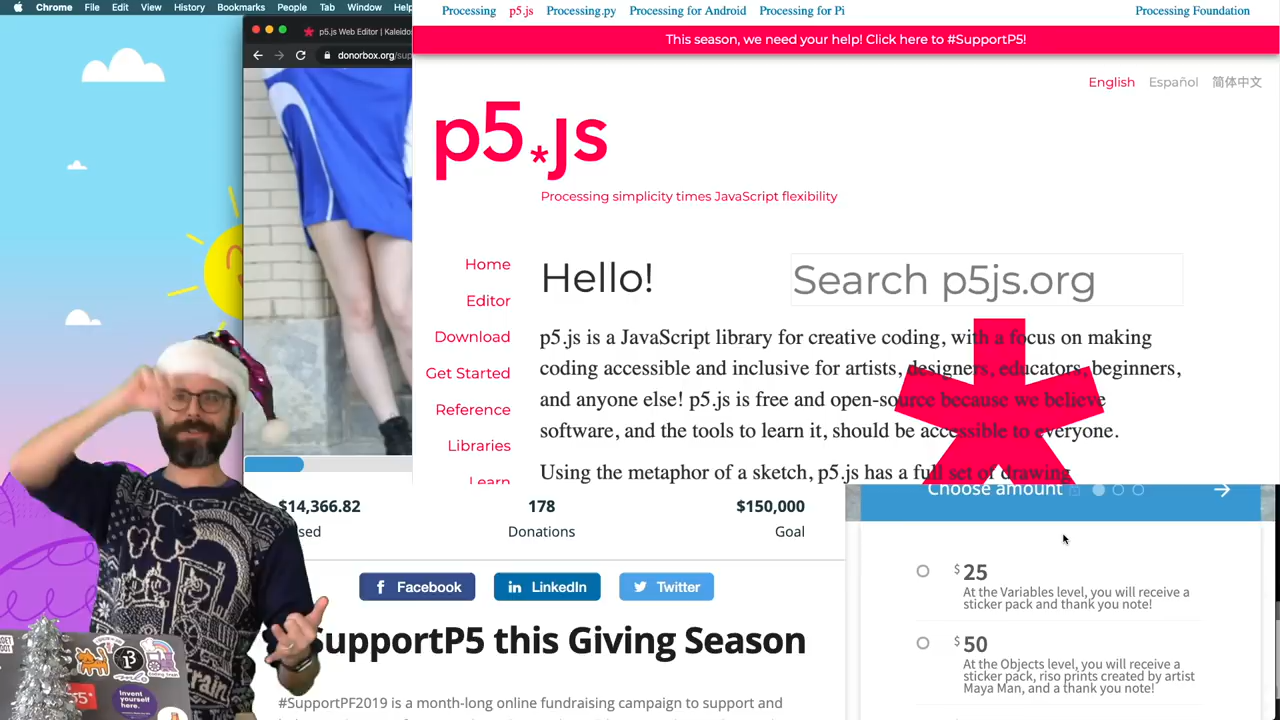 Chrome File Edit View History Bookmarks People Tab Window
p5.js Web Editor | Kaleidos
donorbox.org/sup
Processing p5.js Processing.py Processing for Android Processing for Pi Processing Foundation
This season, we need your help! Click here to #SupportP5!
English Español 简体中文
p5*js
Processing simplicity times JavaScript flexibility
Home
Editor
Download
Get Started
Reference
Libraries
Learn
Hello!
Search p5js.org
p5.js is a JavaScript library for creative coding, with a focus on making
coding accessible and inclusive for artists, designers, educators, beginners,
and anyone else! p5.js is free and open-source because we believe
software, and the tools to learn it, should be accessible to everyone.
Using the metaphor of a sketch, p5.js has a full set of drawing
$14,366.82 178 $150,000
sed Donations Goal
Facebook LinkedIn Twitter
SupportP5 this Giving Season
#SupportPF2019 is a month-long online fundraising campaign to support and
Choose amount
$ 25
At the Variables level, you will receive a
sticker pack and thank you note!
$ 50
At the Objects level, you will receive a
sticker pack, riso prints created by artist
Maya Man, and a thank you note!
Invent
yourself
here.